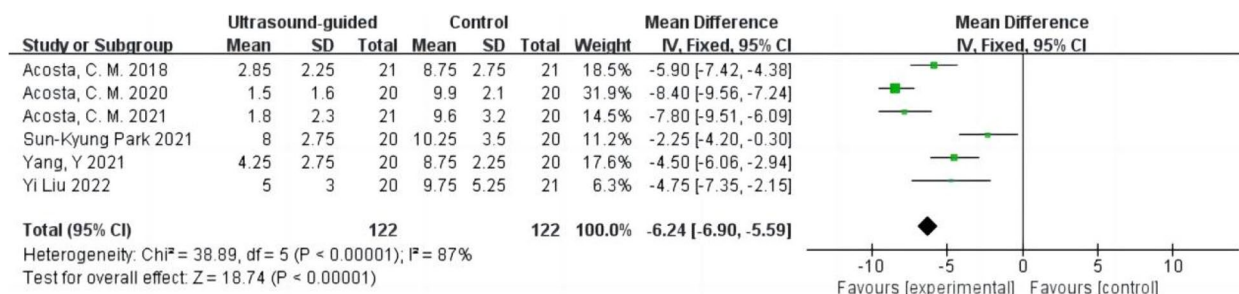 Ultrasound-guided Control Mean Difference Mean Difference
Study or Subgroup Mean SD Total Mean SD Total Weight IV, Fixed, 95% CI IV, Fixed, 95% CI
Acosta, C. M. 2018 2.85 2.25 21 8.75 2.75 21 18.5% -5.90 [-7.42, -4.38]
Acosta, C. M. 2020 1.5 1.6 20 9.9 2.1 20 31.9% -8.40 [-9.56, -7.24]
Acosta, C. M. 2021 1.8 2.3 21 9.6 3.2 20 14.5% -7.80 [-9.51, -6.09]
Sun-Kyung Park 2021 8 2.75 20 10.25 3.5 20 11.2% -2.25 [-4.20, -0.30]
Yang, Y 2021 4.25 2.75 20 8.75 2.25 20 17.6% -4.50 [-6.06, -2.94]
Yi Liu 2022 5 3 20 9.75 5.25 21 6.3% -4.75 [-7.35, -2.15]
Total (95% CI) 122 122 100.0% -6.24 [-6.90, -5.59]
Heterogeneity: Chi² = 38.89, df = 5 (P < 0.00001); I² = 87%
Test for overall effect: Z = 18.74 (P < 0.00001)
-10 -5 0 5 10
Favours [experimental] Favours [control]